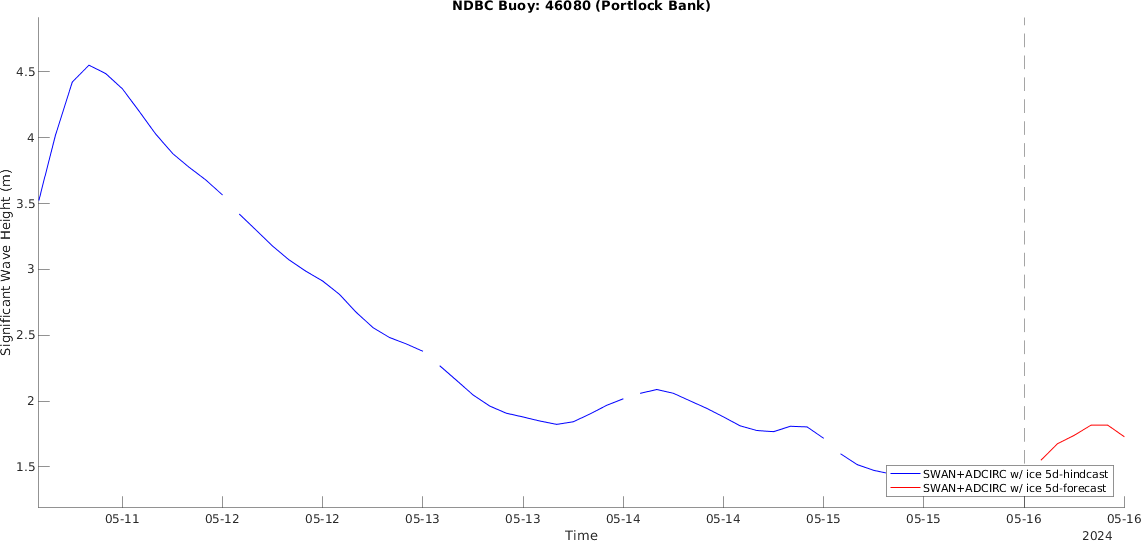 NDBC Buoy: 46080 (Portlock Bank)
4.5
4
3.5
3
2.5
2
1.5
Significant Wave Height (m)
SWAN+ADCIRC w/ ice 5d-hindcast
SWAN+ADCIRC w/ ice 5d-forecast
05-11 05-12 05-12 05-13 05-13 05-14 05-14 05-15 05-15 05-16 05-16
Time
2024